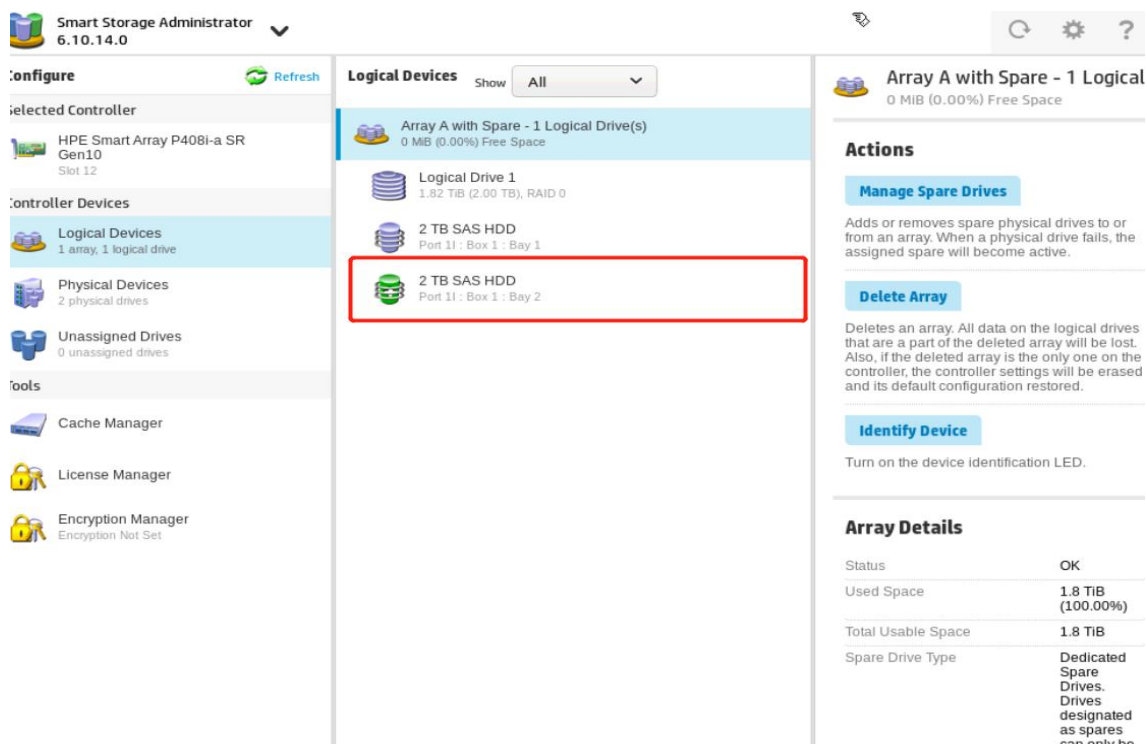 Smart Storage Administrator
6.10.14.0
?
Configure
Refresh
Selected Controller
HPE Smart Array P408i-a SR
Gen10
Slot 12
Controller Devices
Logical Devices
1 array, 1 logical drive
Physical Devices
2 physical drives
Unassigned Drives
0 unassigned drives
Tools
Cache Manager
License Manager
Encryption Manager
Encryption Not Set
Logical Devices
Show
All
Array A with Spare - 1 Logical Drive(s)
0 MiB (0.00%) Free Space
Logical Drive 1
1.82 TiB (2.00 TB), RAID 0
2 TB SAS HDD
Port 1I : Box 1 : Bay 1
2 TB SAS HDD
Port 1I : Box 1 : Bay 2
Array A with Spare - 1 Logical
0 MiB (0.00%) Free Space
Actions
Manage Spare Drives
Adds or removes spare physical drives to or
from an array. When a physical drive fails, the
assigned spare will become active.
Delete Array
Deletes an array. All data on the logical drives
that are a part of the deleted array will be lost.
Also, if the deleted array is the only one on the
controller, the controller settings will be erased
and its default configuration restored.
Identify Device
Turn on the device identification LED.
Array Details
Status OK
Used Space 1.8 TiB
(100.00%)
Total Usable Space 1.8 TiB
Spare Drive Type Dedicated
Spare
Drives.
Drives
designated
as spares
can only be